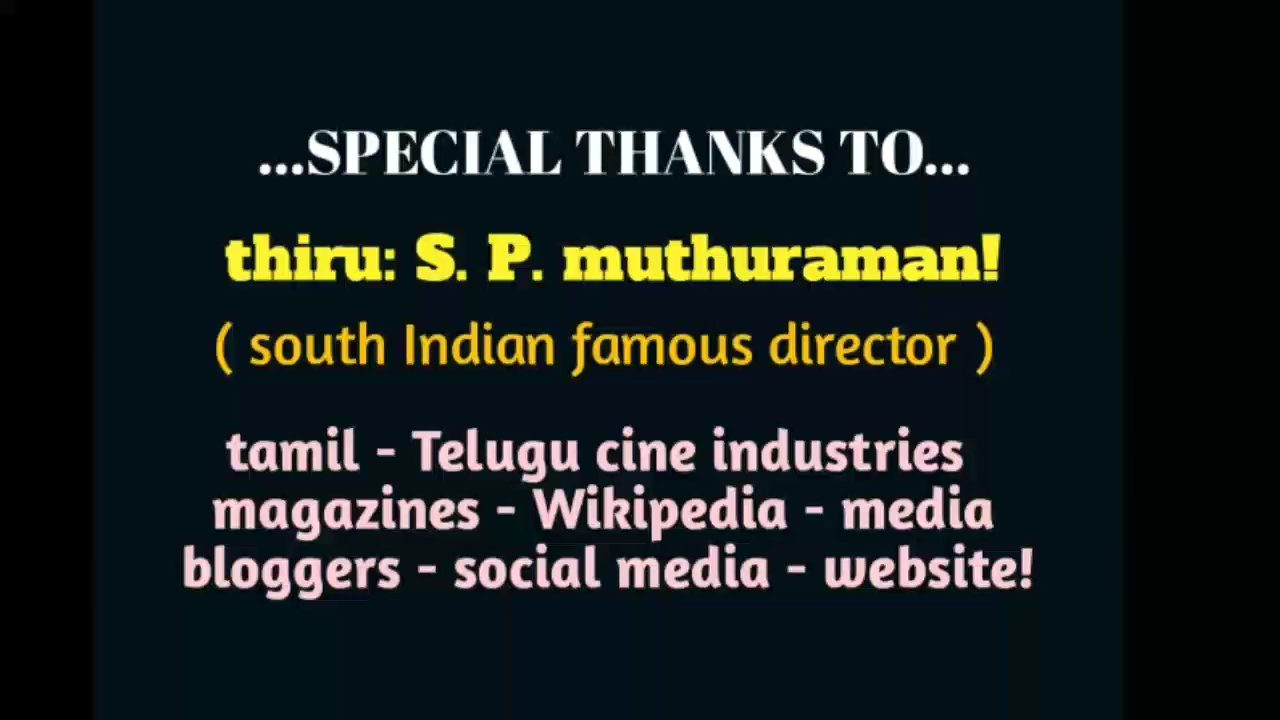 ...SPECIAL THANKS TO...
thiru: S. P. muthuraman!
( south Indian famous director )
tamil - Telugu cine industries
magazines - Wikipedia - media
bloggers - social media - website!